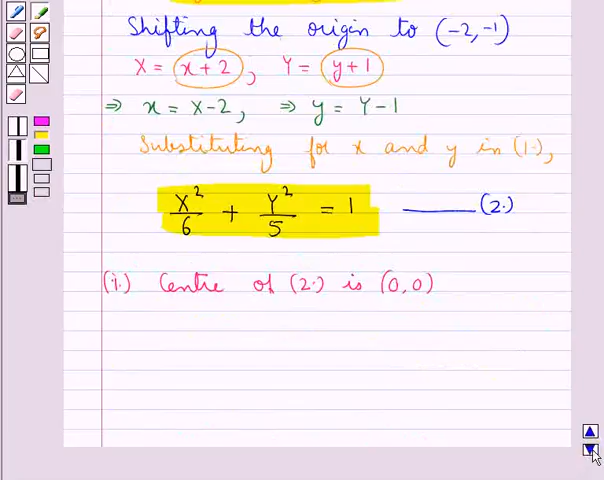 Shifting the origin to (-2,-1)
X = x+2, Y = y+1
⇒ x = X-2, ⇒ y = Y-1
Substituting for x and y in (1.),
X²/6 + Y²/5 = 1 ——— (2.)
(i.) Centre of (2.) is (0,0)